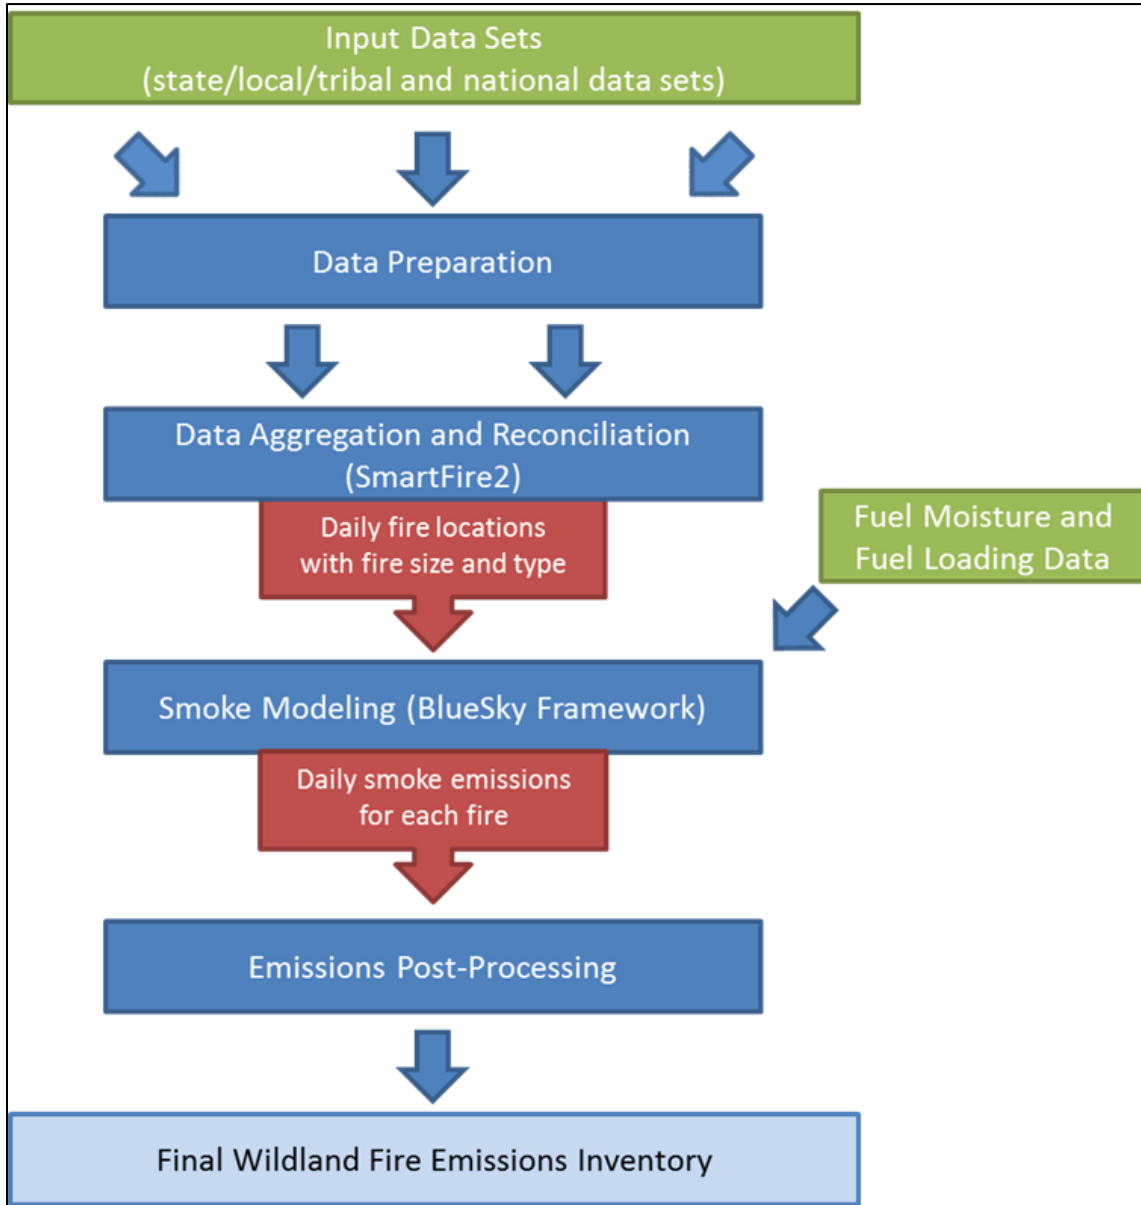 Input Data Sets
(state/local/tribal and national data sets)
Data Preparation
Data Aggregation and Reconciliation
(SmartFire2)
Daily fire locations
with fire size and type
Fuel Moisture and
Fuel Loading Data
Smoke Modeling (BlueSky Framework)
Daily smoke emissions
for each fire
Emissions Post-Processing
Final Wildland Fire Emissions Inventory